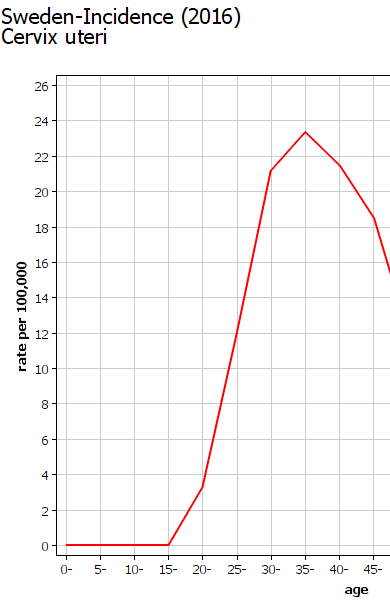 Sweden-Incidence (2016)
Cervix uteri
26
24
22
20
18
16
14
12
10
8
6
4
2
0
rate per 100,000
0- 5- 10- 15- 20- 25- 30- 35- 40- 45-
age